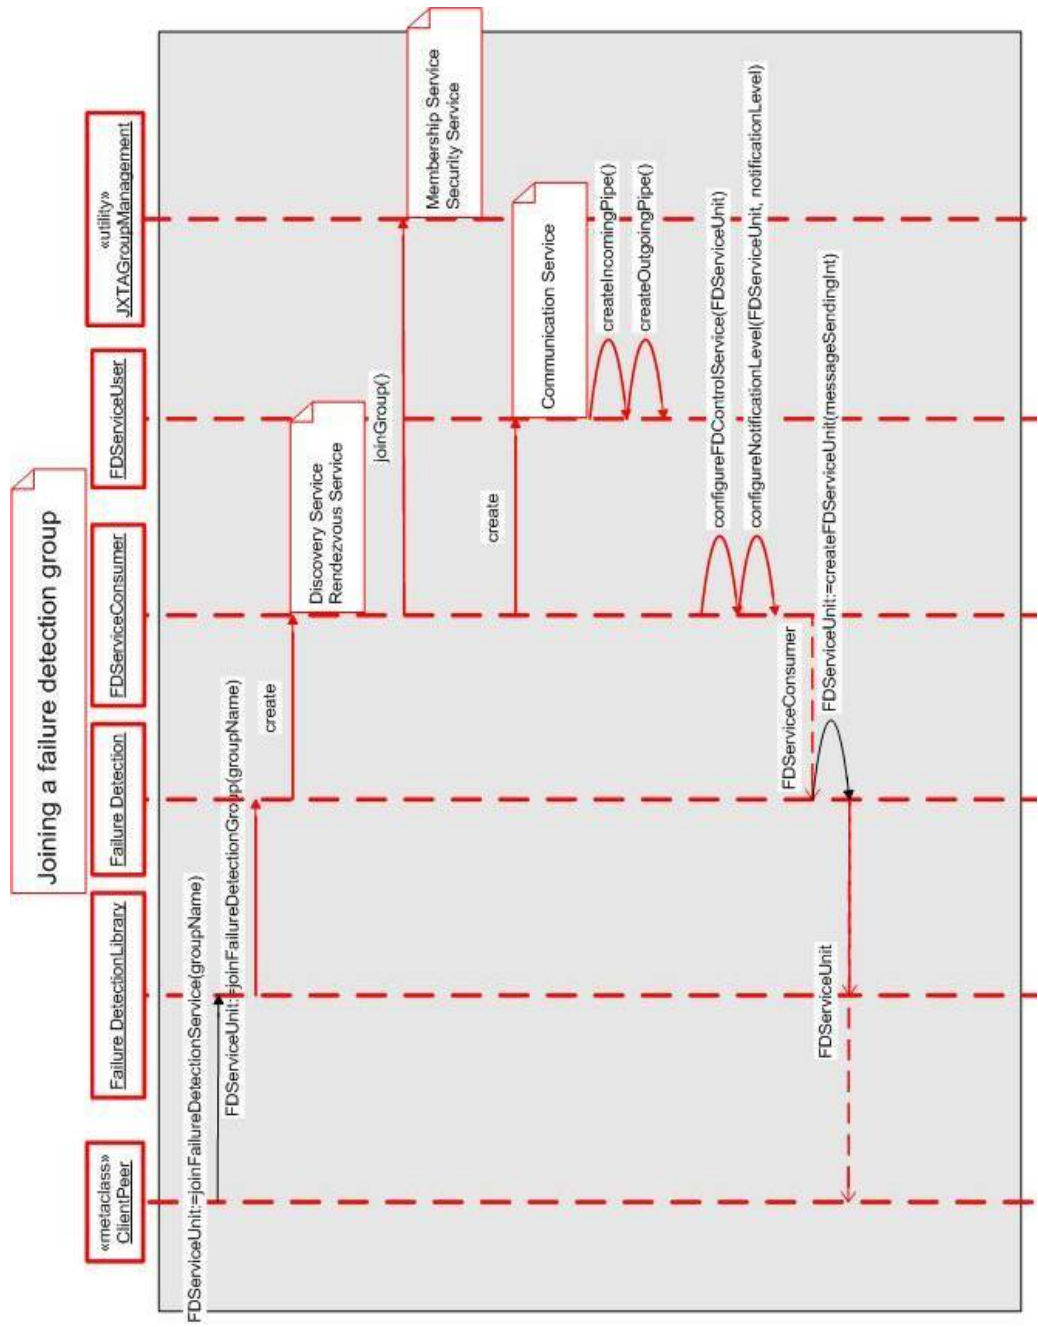 Joining a failure detection group
«metaclass»
ClientPeer
Failure DetectionLibrary
Failure Detection
FDServiceConsumer
FDServiceUser
«utility»
JXTAGroupManagement
FDServiceUnit:=joinFailureDetectionService(groupName)
FDServiceUnit:=joinFailureDetectionGroup(groupName)
create
Discovery Service
Rendezvous Service
joinGroup()
Membership Service
Security Service
create
Communication Service
createIncomingPipe()
createOutgoingPipe()
configureFDControlService(FDServiceUnit)
configureNotificationLevel(FDServiceUnit, notificationLevel)
FDServiceConsumer
FDServiceUnit:=createFDServiceUnit(messageSendingInt)
FDServiceUnit